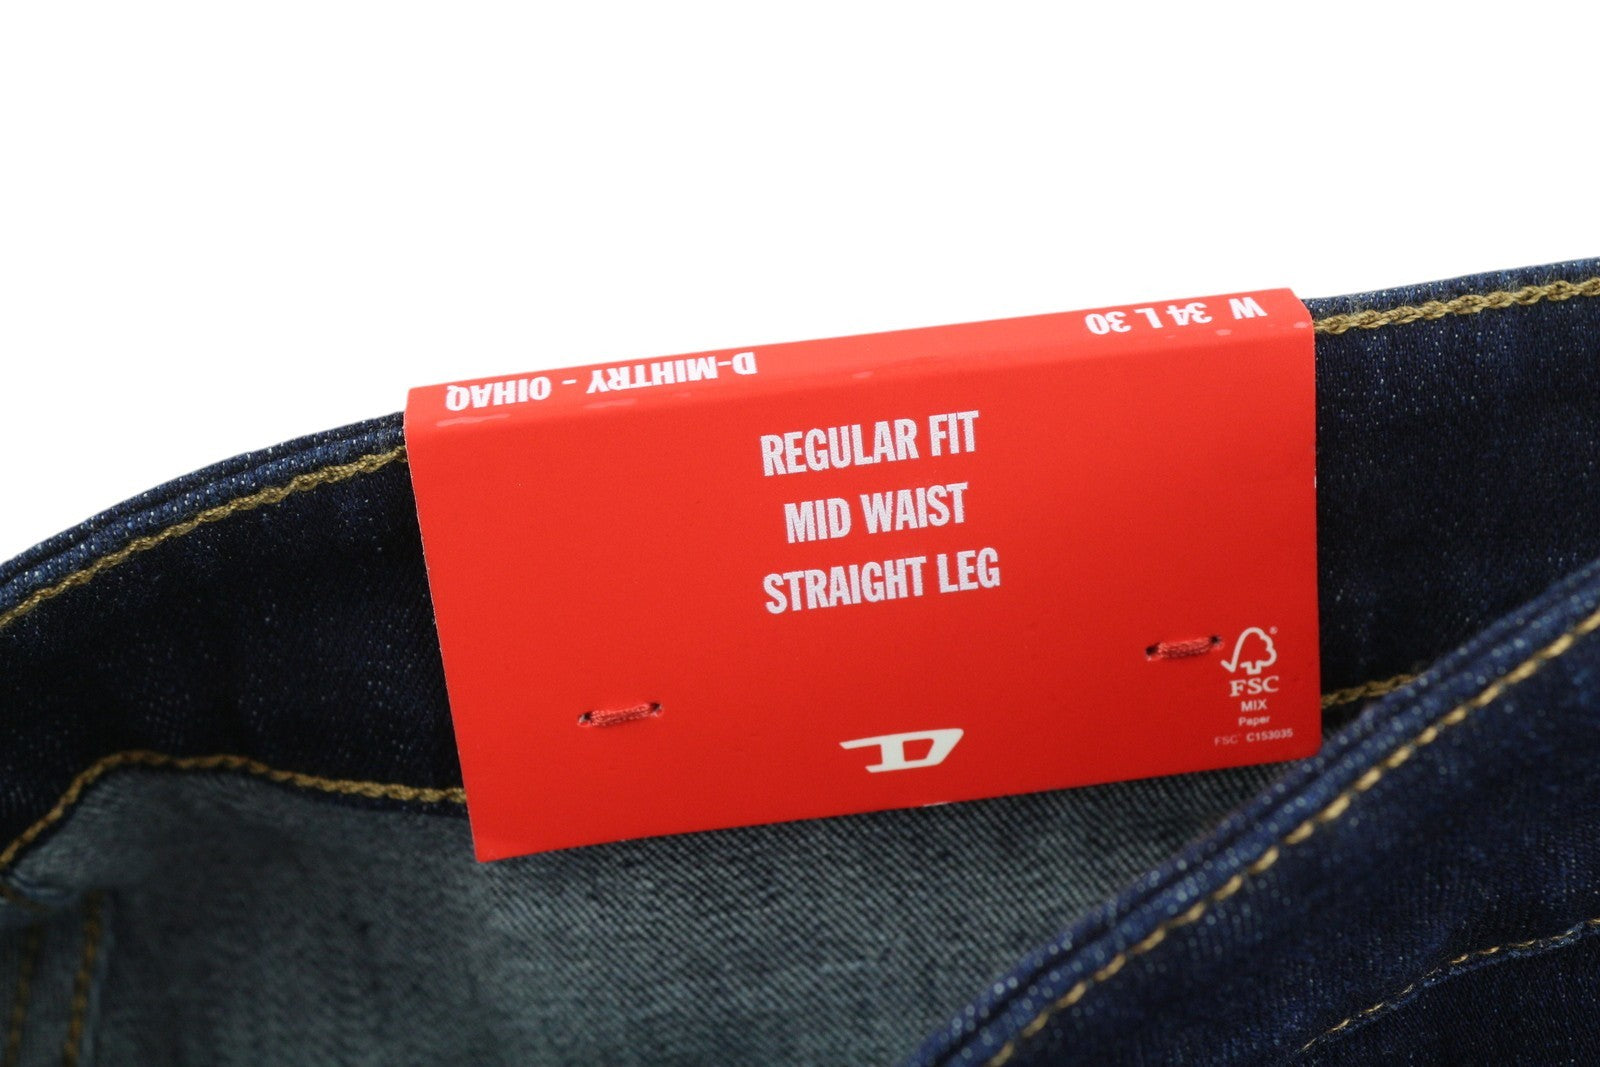 W 34 L 30
D-MIHTRY - 0IHAQ
REGULAR FIT
MID WAIST
STRAIGHT LEG
FSC
MIX
Paper
FSC® C153035
D